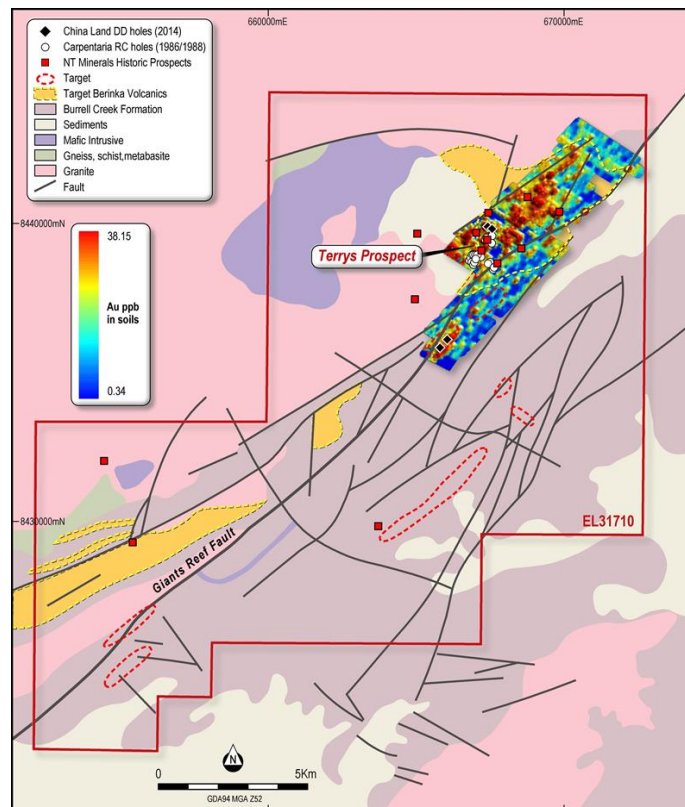 660000mE
670000mE
China Land DD holes (2014)
Carpentaria RC holes (1986/1988)
NT Minerals Historic Prospects
Target
Target Berinka Volcanics
Burrell Creek Formation
Sediments
Mafic Intrusive
Gneiss, schist,metabasite
Granite
Fault
8440000mN
38.15
Au ppb
in soils
0.34
Terrys Prospect
8430000mN
EL31710
Giants Reef Fault
N
0
5Km
GDA94 MGA Z52